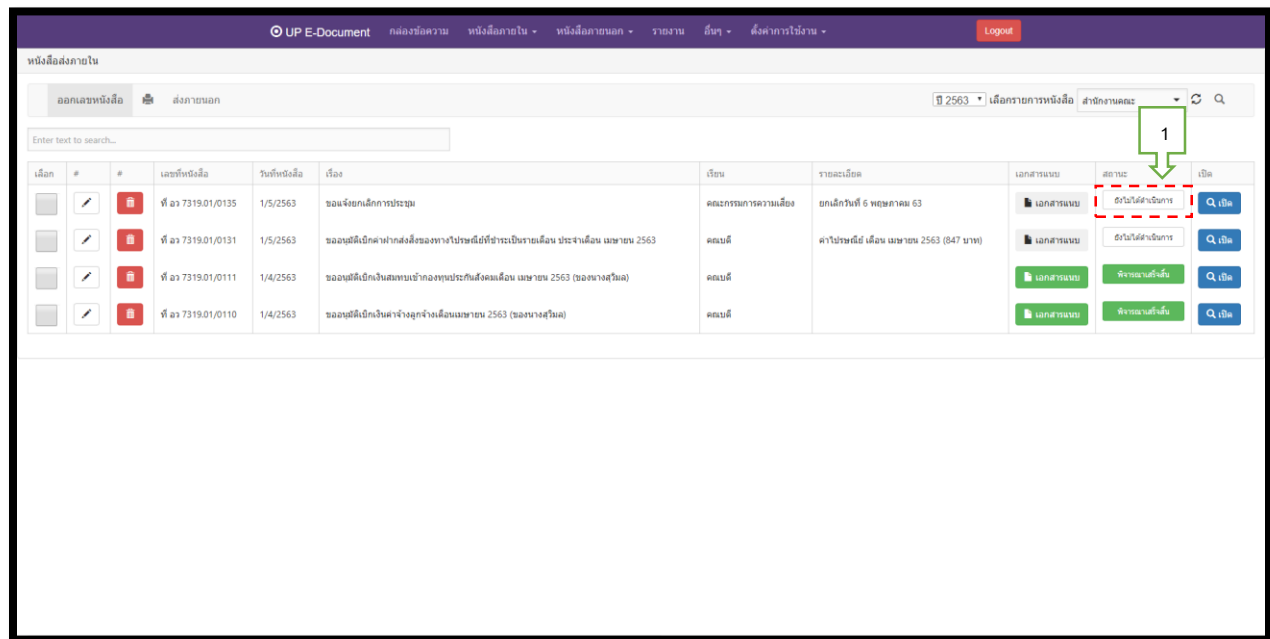 UP E-Document กล่องข้อความ หนังสือภายใน หนังสือภายนอก รายงาน อื่นๆ ตั้งค่าการใช้งาน Logout
หนังสือส่งภายใน
ออกเลขหนังสือ ส่งภายนอก ปี 2563 เลือกรายการหนังสือ สำนักงานคณะ
Enter text to search...
1
เลือก # # เลขที่หนังสือ วันที่หนังสือ เรื่อง เรียน รายละเอียด เอกสารแนบ สถานะ เปิด
ที่ อว 7319.01/0135 1/5/2563 ขอแจ้งยกเลิกการประชุม คณะกรรมการความเสี่ยง ยกเลิกวันที่ 6 พฤษภาคม 63 เอกสารแนบ ยังไม่ได้ดำเนินการ เปิด
ที่ อว 7319.01/0131 1/5/2563 ขออนุมัติเบิกค่าฝากส่งสิ่งของทางไปรษณีย์ที่ชำระเป็นรายเดือน ประจำเดือน เมษายน 2563 คณบดี ค่าไปรษณีย์ เดือน เมษายน 2563 (847 บาท) เอกสารแนบ ยังไม่ได้ดำเนินการ เปิด
ที่ อว 7319.01/0111 1/4/2563 ขออนุมัติเบิกเงินสมทบเข้ากองทุนประกันสังคมเดือน เมษายน 2563 (ของนางสุวิมล) คณบดี เอกสารแนบ พิจารณาเสร็จสิ้น เปิด
ที่ อว 7319.01/0110 1/4/2563 ขออนุมัติเบิกเงินค่าจ้างลูกจ้างเดือนเมษายน 2563 (ของนางสุวิมล) คณบดี เอกสารแนบ พิจารณาเสร็จสิ้น เปิด